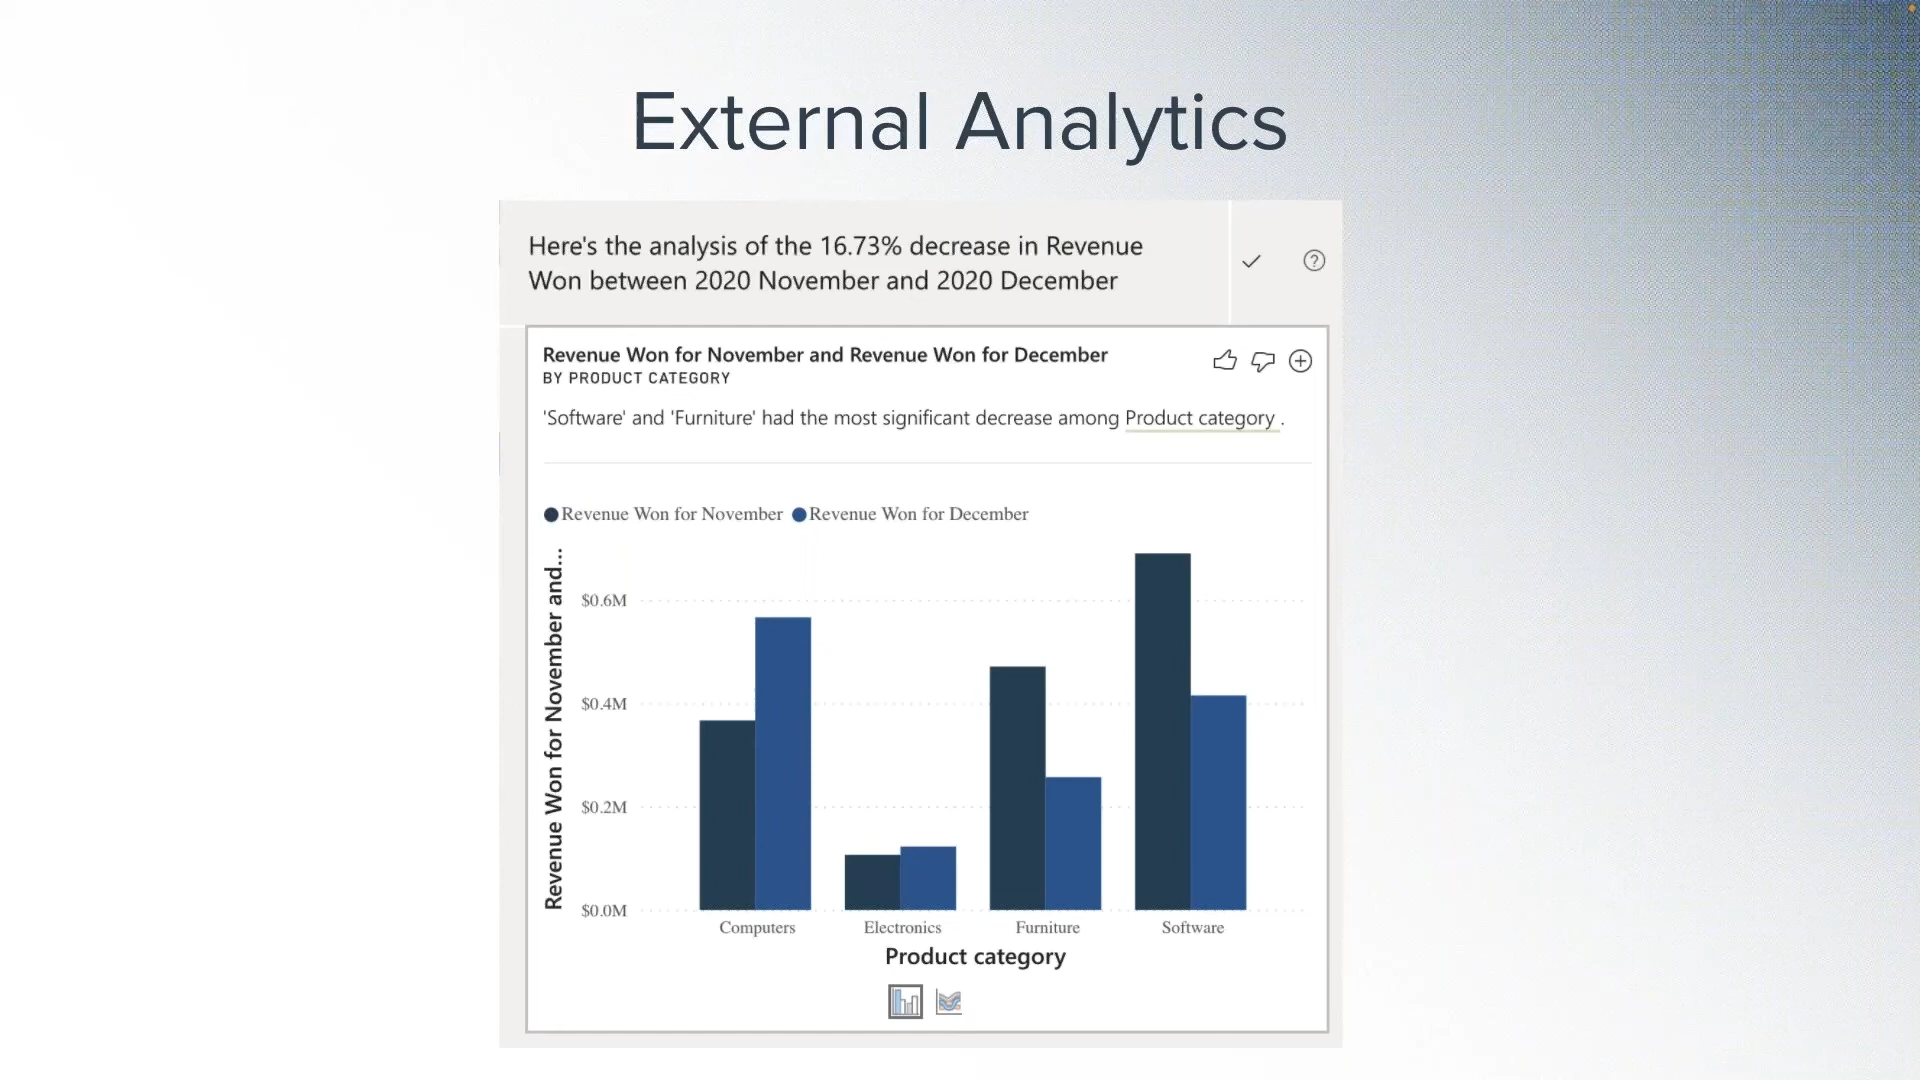 External Analytics
Here's the analysis of the 16.73% decrease in Revenue
Won between 2020 November and 2020 December
Revenue Won for November and Revenue Won for December
BY PRODUCT CATEGORY
'Software' and 'Furniture' had the most significant decrease among Product category .
Revenue Won for November Revenue Won for December
Revenue Won for November and...
$0.6M
$0.4M
$0.2M
$0.0M
Computers Electronics Furniture Software
Product category